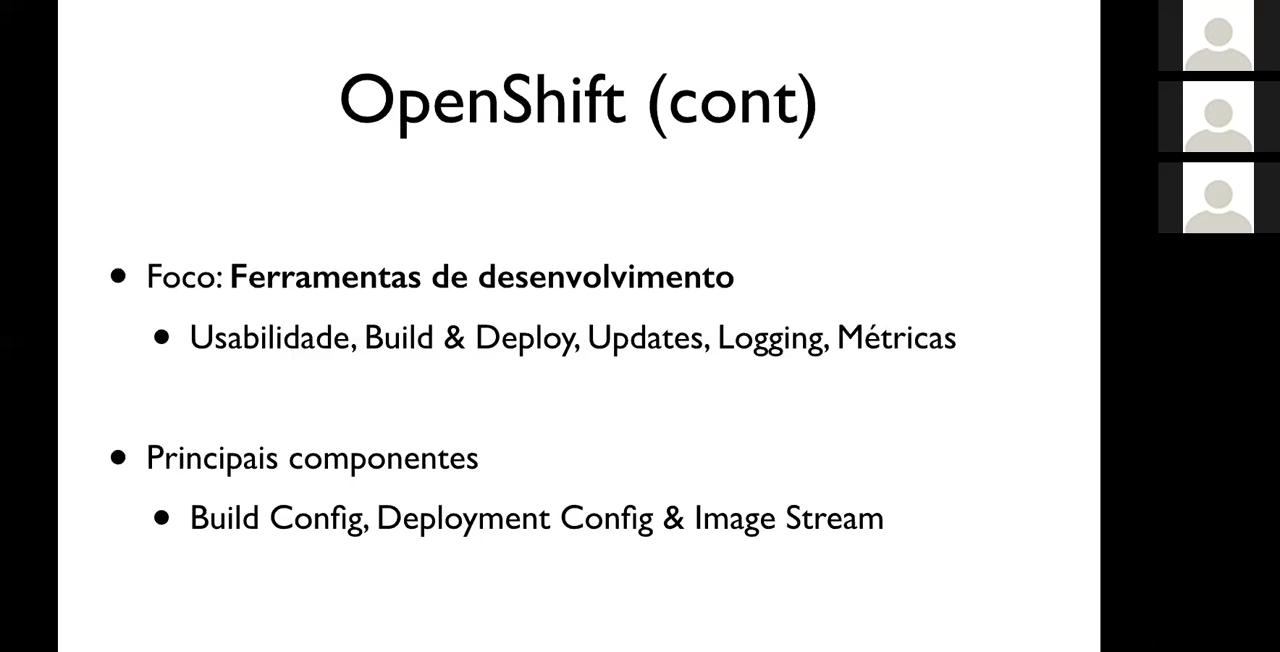 OpenShift (cont)
• Foco: Ferramentas de desenvolvimento
• Usabilidade, Build & Deploy, Updates, Logging, Métricas
• Principais componentes
• Build Config, Deployment Config & Image Stream